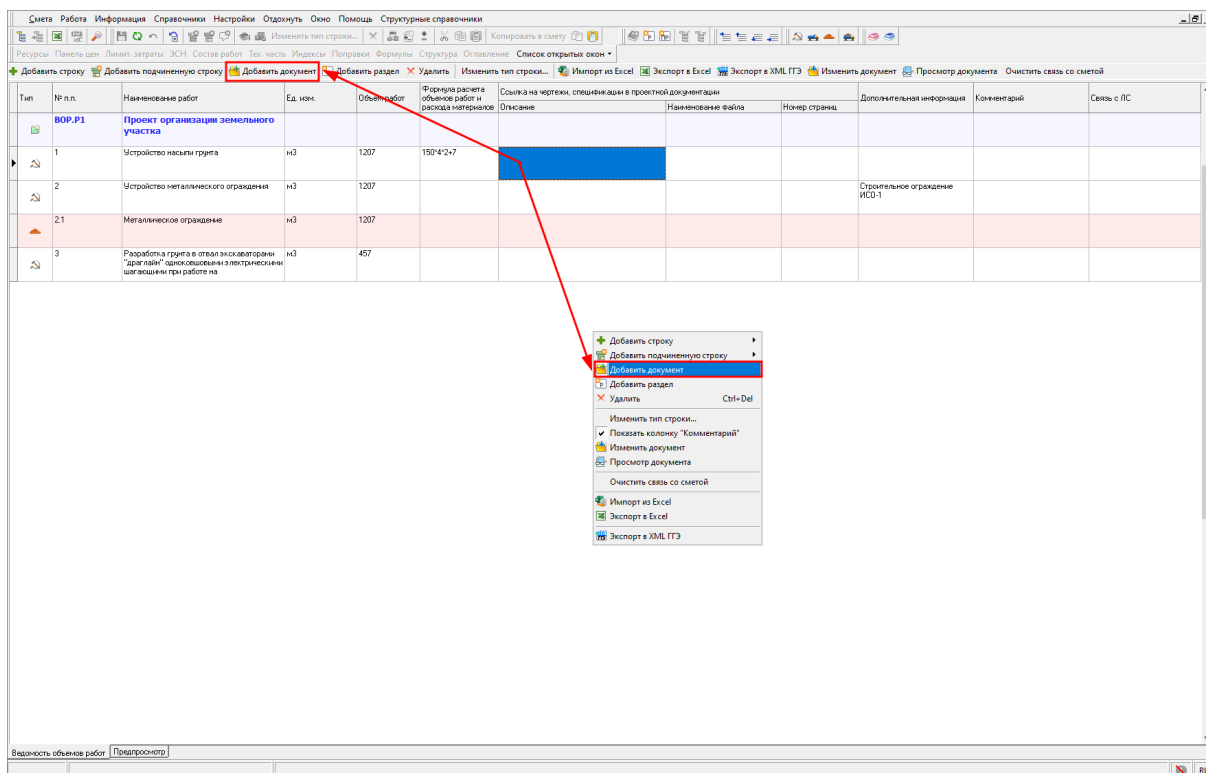 Смета Работа Информация Справочники Настройки Отдохнуть Окно Помощь Структурные справочники
Изменить тип строки... Копировать в смету
Ресурсы Панель цен Лимит. затраты ЭСН Состав работ Тех. часть Индексы Поправки Формулы Структура Оглавление Список открытых окон
Добавить строку Добавить подчиненную строку Добавить документ Добавить раздел Удалить Изменить тип строки... Импорт из Excel Экспорт в Excel Экспорт в XML ГГЭ Изменить документ Просмотр документа Очистить связь со сметой
Тип № п.п. Наименование работ Ед. изм. Объем работ Формула расчета объемов работ и расхода материалов Ссылка на чертежи, спецификации в проектной документации Дополнительная информация Комментарий Связь с ЛС
Описание Наименование файла Номер страниц
ВОР.Р1 Проект организации земельного
участка
1 Устройство насыпи грунта м3 1207 150*4*2+7
2 Устройство металлического ограждения м3 1207 Строительное ограждение
ИСО-1
2.1 Металлическое ограждение м3 1207
3 Разработка грунта в отвал экскаваторами м3 457
"драглайн" одноковшовыми электрическими
шагающими при работе на
Добавить строку
Добавить подчиненную строку
Добавить документ
Добавить раздел
Удалить Ctrl+Del
Изменить тип строки...
Показать колонку "Комментарий"
Изменить документ
Просмотр документа
Очистить связь со сметой
Импорт из Excel
Экспорт в Excel
Экспорт в XML ГГЭ
Ведомость объемов работ Предпросмотр